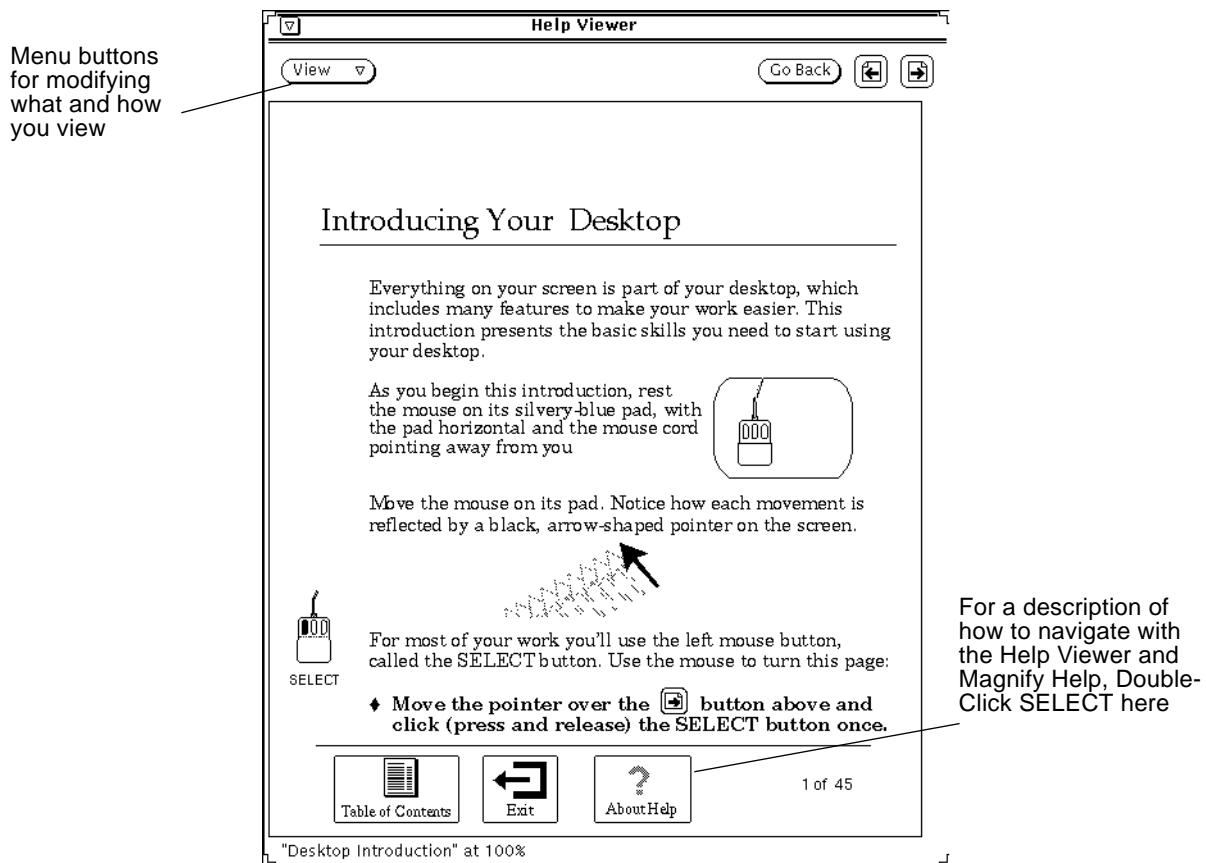 Help Viewer
Menu buttons
for modifying
what and how
you view
View
Go Back
Introducing Your Desktop
Everything on your screen is part of your desktop, which
includes many features to make your work easier. This
introduction presents the basic skills you need to start using
your desktop.
As you begin this introduction, rest
the mouse on its silvery-blue pad, with
the pad horizontal and the mouse cord
pointing away from you
Move the mouse on its pad. Notice how each movement is
reflected by a black, arrow-shaped pointer on the screen.
SELECT
For most of your work you'll use the left mouse button,
called the SELECT button. Use the mouse to turn this page:
♦ Move the pointer over the button above and
click (press and release) the SELECT button once.
For a description of
how to navigate with
the Help Viewer and
Magnify Help, Double-
Click SELECT here
Table of Contents
Exit
?
About Help
1 of 45
"Desktop Introduction" at 100%